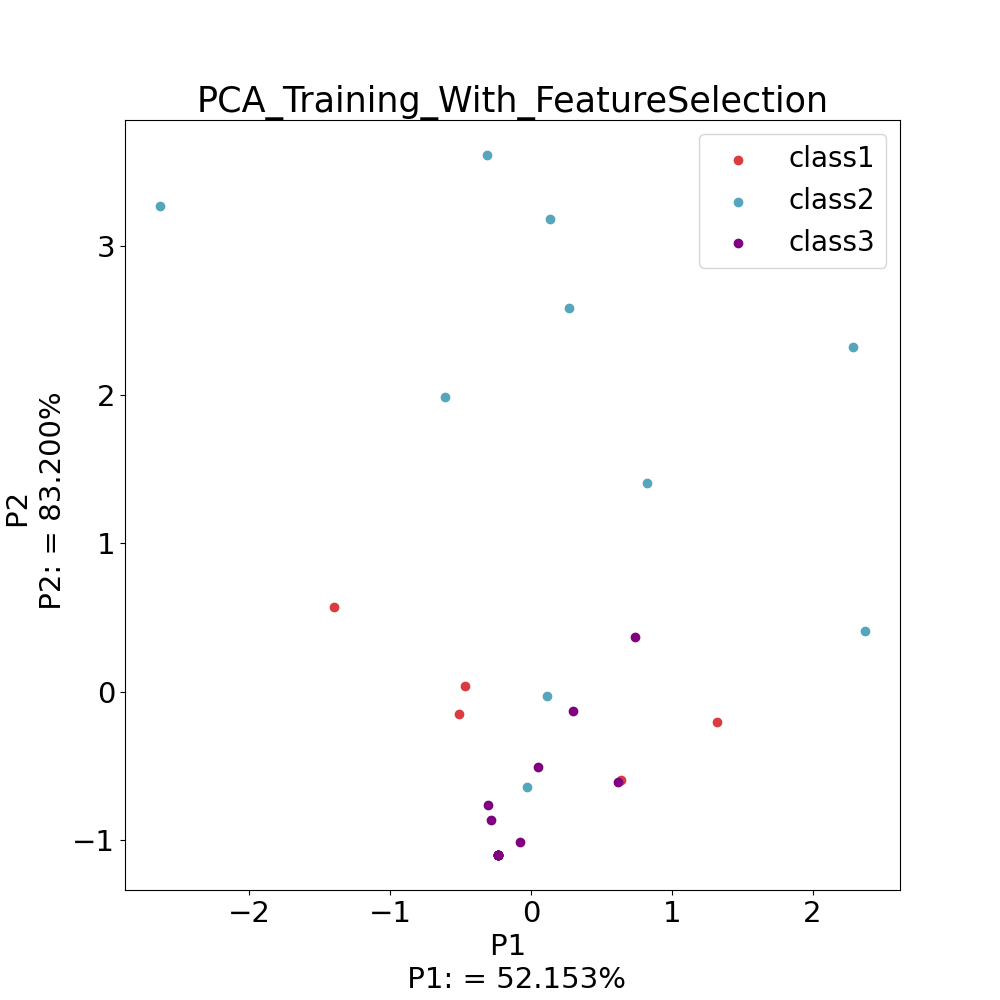 PCA_Training_With_FeatureSelection
class1
class2
class3
3
2
1
0
−1
P2
P2: = 83.200%
−2
−1
0
1
2
P1
P1: = 52.153%